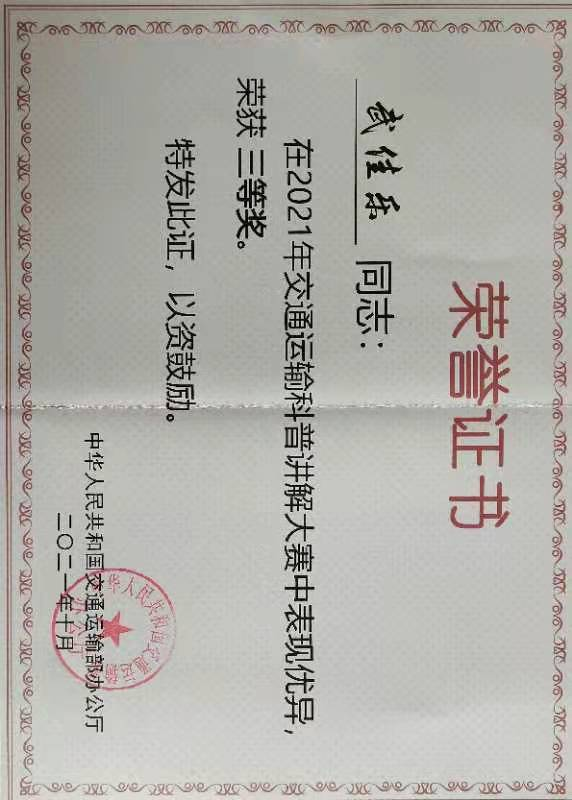 荣誉证书
武佳乐 同志：
在2021年交通运输科普讲解大赛中表现优异，
荣获 三等奖。
特发此证，以资鼓励。
中华人民共和国交通运输部办公厅
二〇二一年十月